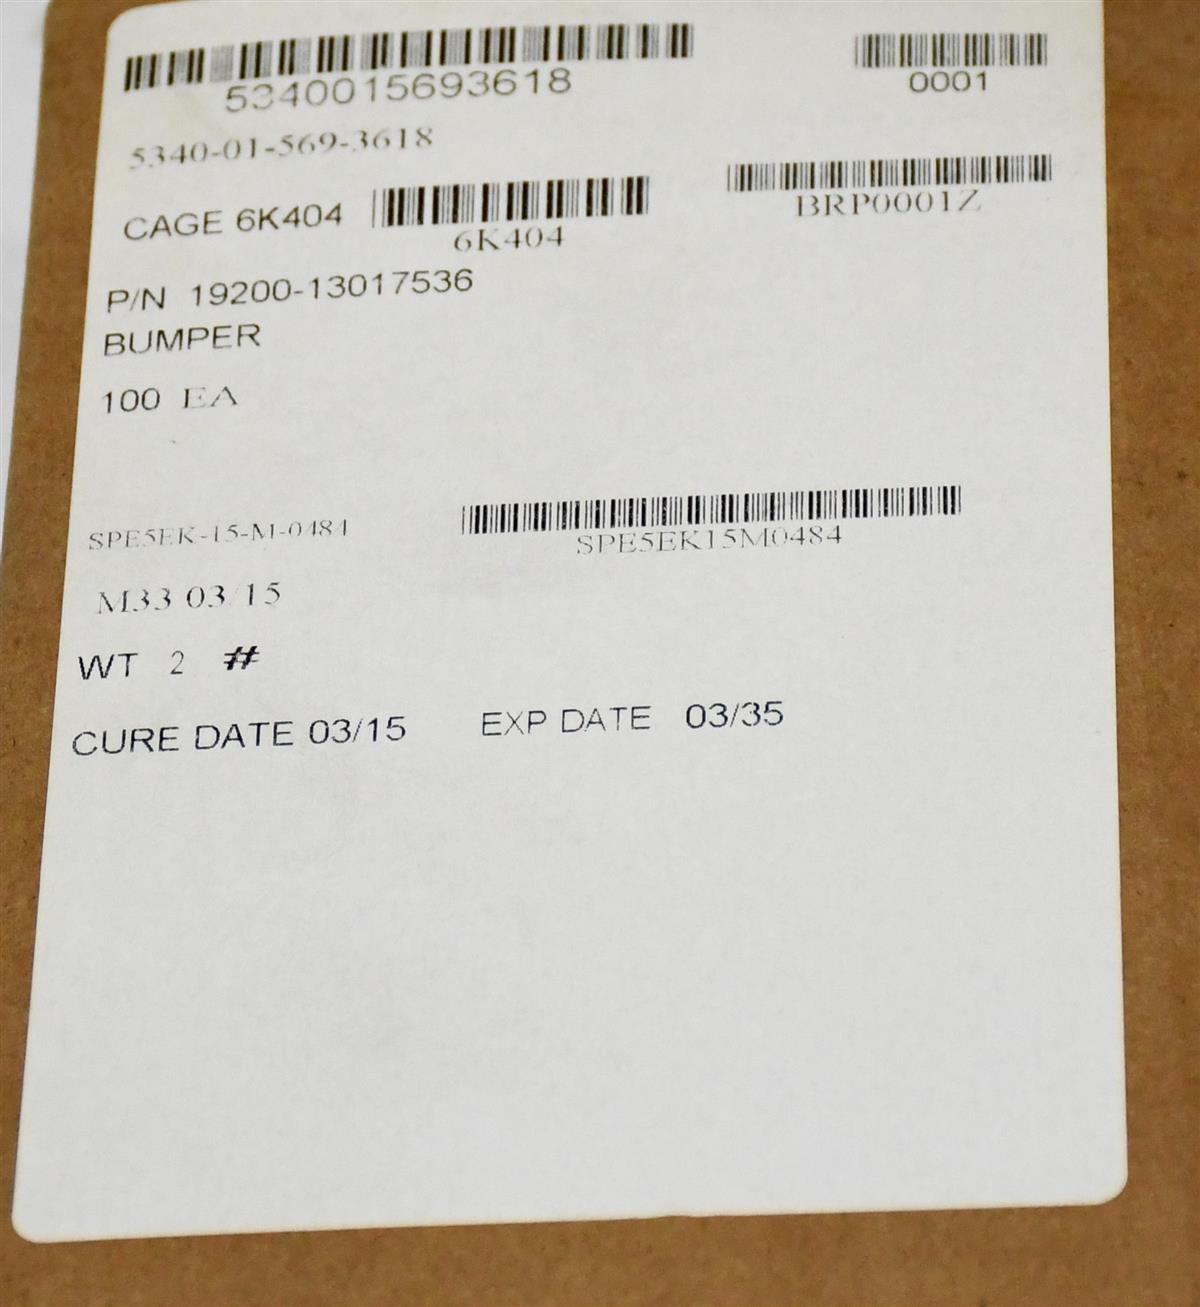 5340015693618
0001
5340-01-569-3618
CAGE 6K404
6K404
BRP0001Z
P/N 19200-13017536
BUMPER
100 EA
SPE5EK-15-M-0484
SPE5EK15M0484
M33 03/15
WT 2 #
CURE DATE 03/15 EXP DATE 03/35